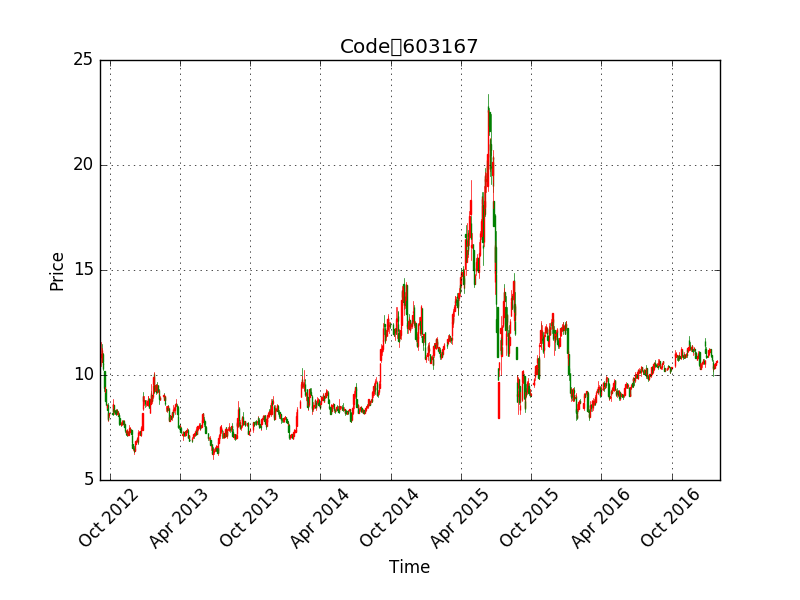 Code▯603167
25
20
15
10
5
Price
Oct 2012
Apr 2013
Oct 2013
Apr 2014
Oct 2014
Apr 2015
Oct 2015
Apr 2016
Oct 2016
Time